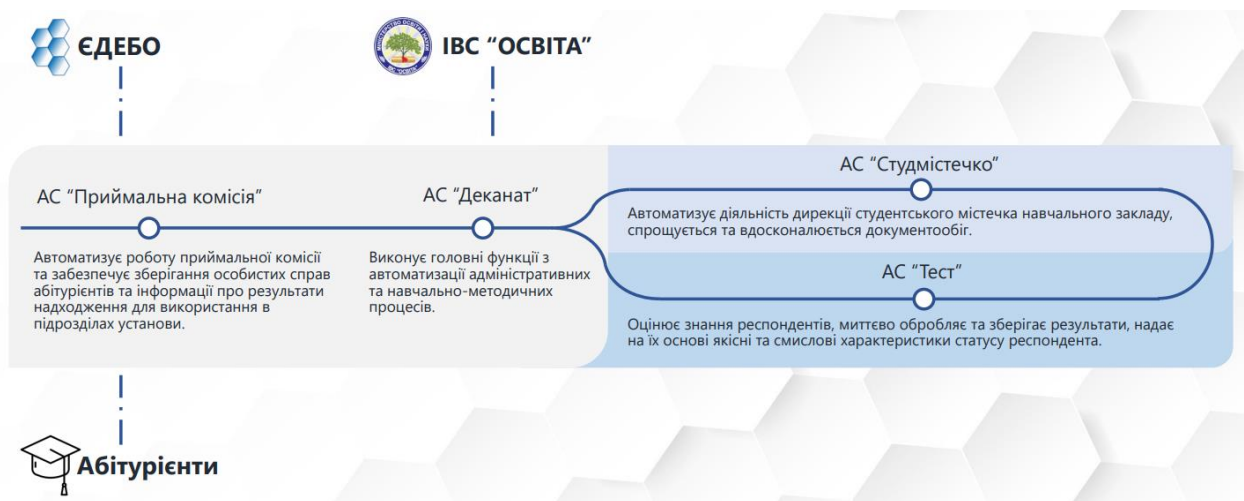 ЄДЕБО
ІВС “ОСВІТА”
АС “Приймальна комісія”
Автоматизує роботу приймальної комісії
та забезпечує зберігання особистих справ
абітурієнтів та інформації про результати
надходження для використання в
підрозділах установи.
АС “Деканат”
Виконує головні функції з
автоматизації адміністративних
та навчально-методичних
процесів.
АС “Студмістечко”
Автоматизує діяльність дирекції студентського містечка навчального закладу,
спрощується та вдосконалюється документообіг.
АС “Тест”
Оцінює знання респондентів, миттєво обробляє та зберігає результати, надає
на їх основі якісні та смислові характеристики статусу респондента.
Абітурієнти